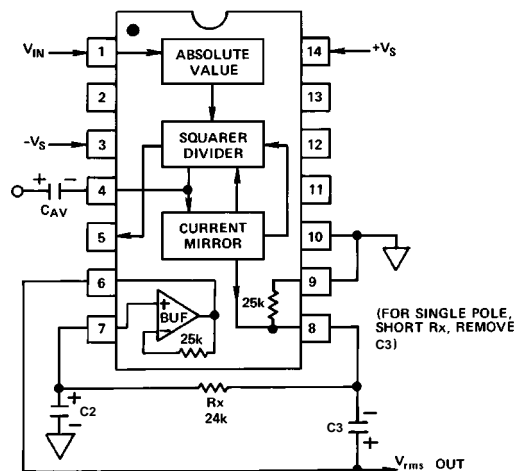 V_IN
1
ABSOLUTE
VALUE
14
+V_S
2
13
-V_S
3
SQUARER
DIVIDER
12
+
-
4
C_AV
11
5
CURRENT
MIRROR
10
6
9
25k
7
+
BUF
-
25k
8
(FOR SINGLE POLE,
SHORT Rx, REMOVE
C3)
+
C2
-
Rx
24k
-
C3
+
V_rms OUT